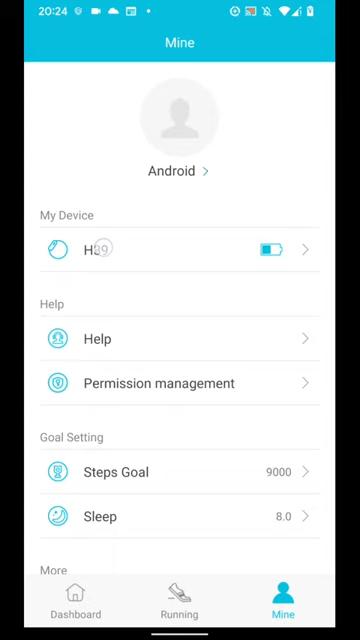 20:24
Mine
Android
My Device
H39
Help
Help
Permission management
Goal Setting
Steps Goal 9000
Sleep 8.0
More
Dashboard Running Mine